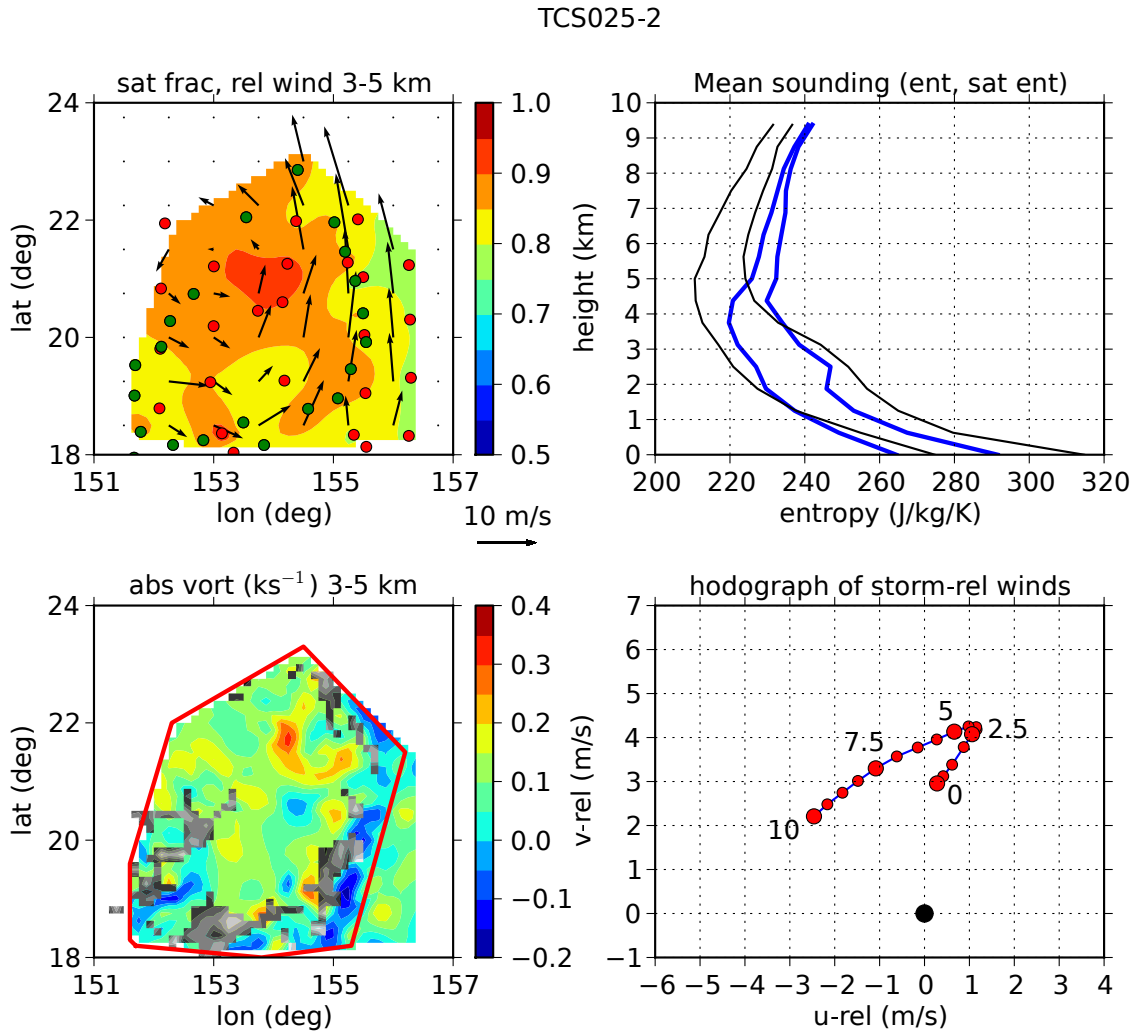 TCS025-2
sat frac, rel wind 3-5 km
24
22
20
18
lat (deg)
151 153 155 157
lon (deg)
1.0
0.9
0.8
0.7
0.6
0.5
10 m/s
Mean sounding (ent, sat ent)
10
9
8
7
6
5
4
3
2
1
0
height (km)
200 220 240 260 280 300 320
entropy (J/kg/K)
abs vort (ks⁻¹) 3-5 km
24
22
20
18
lat (deg)
151 153 155 157
lon (deg)
0.4
0.3
0.2
0.1
0.0
−0.1
−0.2
hodograph of storm-rel winds
7
6
5
4
3
2
1
0
−1
v-rel (m/s)
5
2.5
7.5
0
10
−6 −5 −4 −3 −2 −1 0 1 2 3 4
u-rel (m/s)